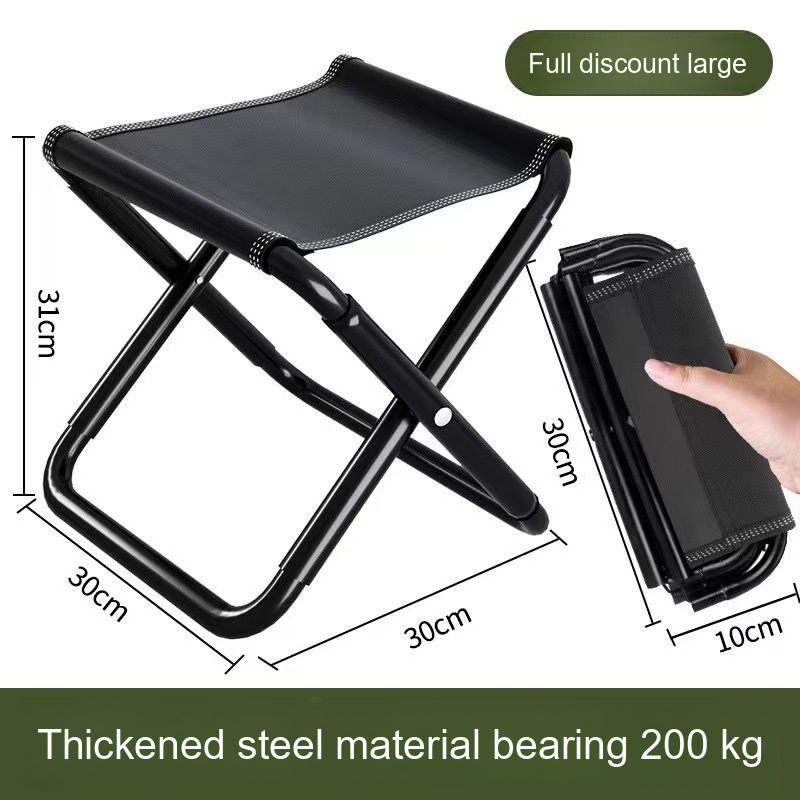 Full discount large
31cm
30cm
30cm
30cm
10cm
Thickened steel material bearing 200 kg